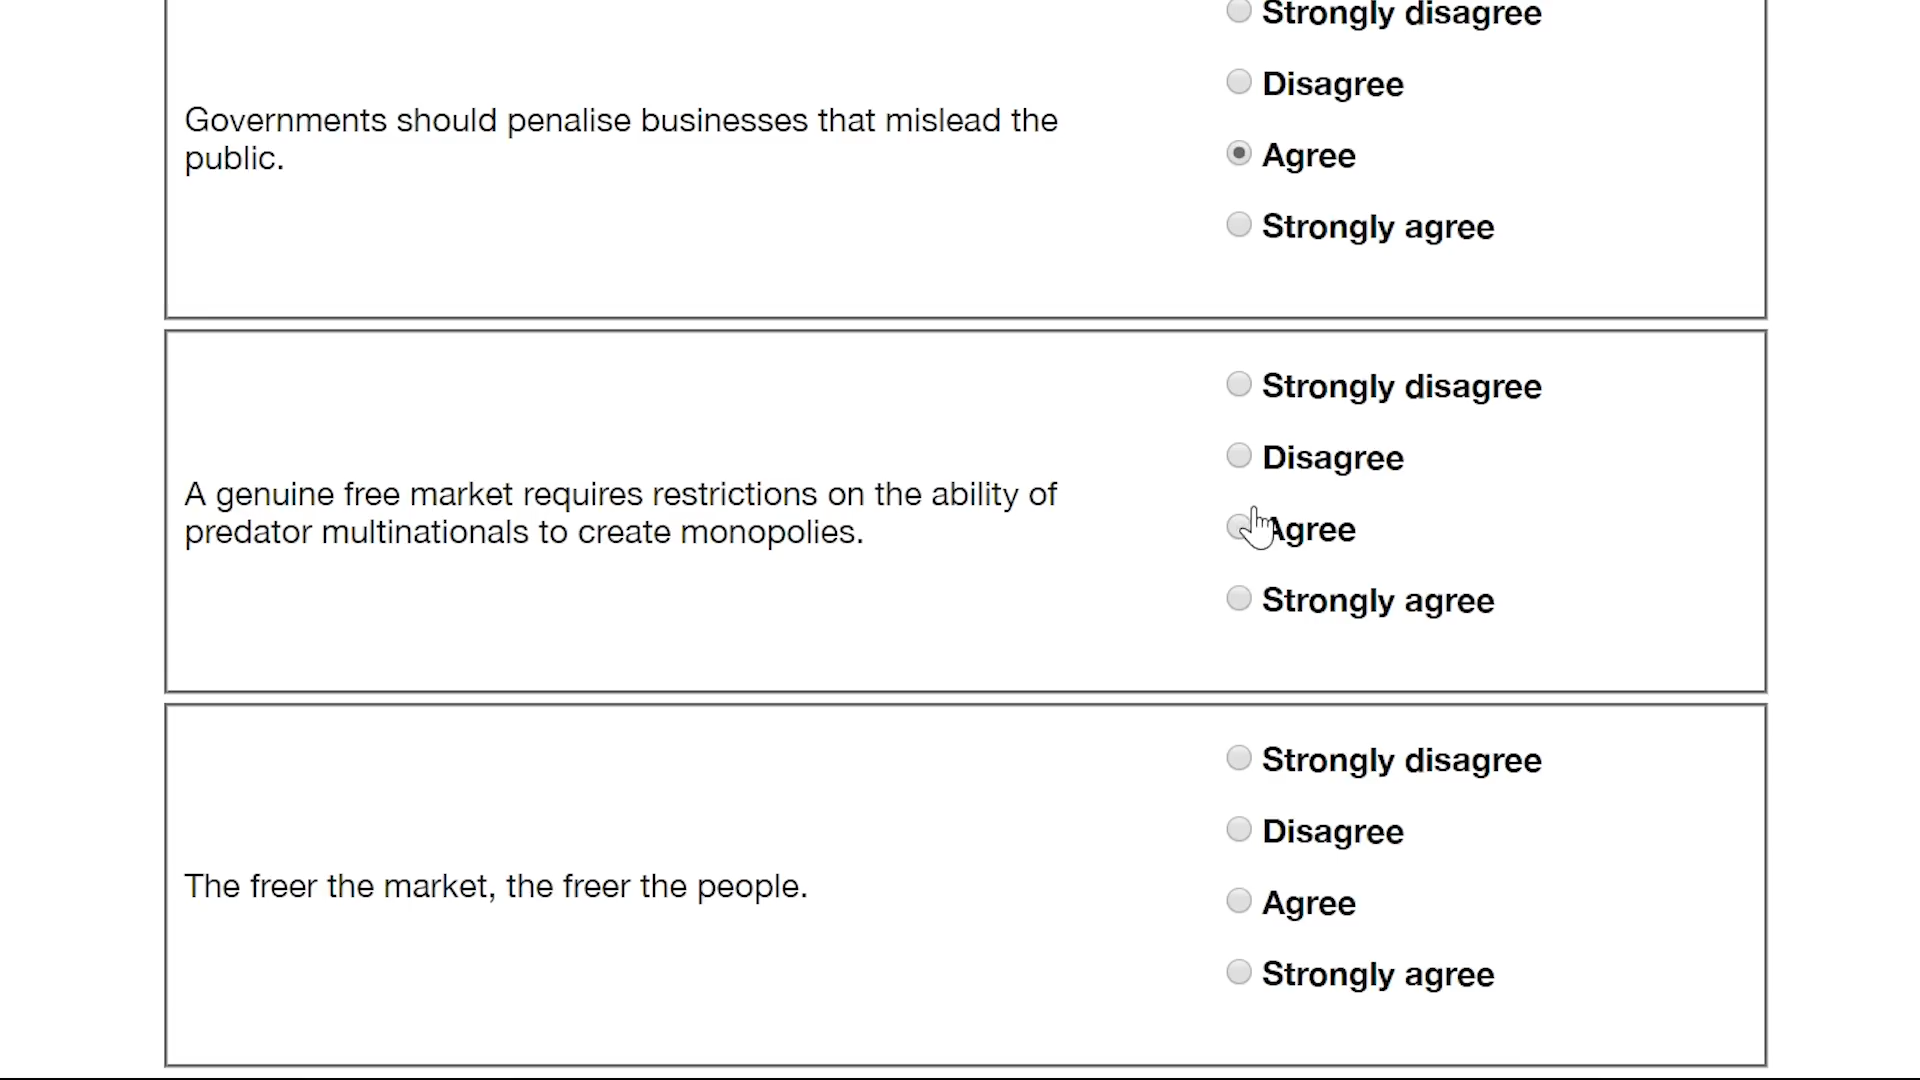 Strongly disagree
Disagree
Governments should penalise businesses that mislead the
public.
Agree
Strongly agree
Strongly disagree
Disagree
A genuine free market requires restrictions on the ability of
predator multinationals to create monopolies.
Agree
Strongly agree
Strongly disagree
Disagree
The freer the market, the freer the people.
Agree
Strongly agree